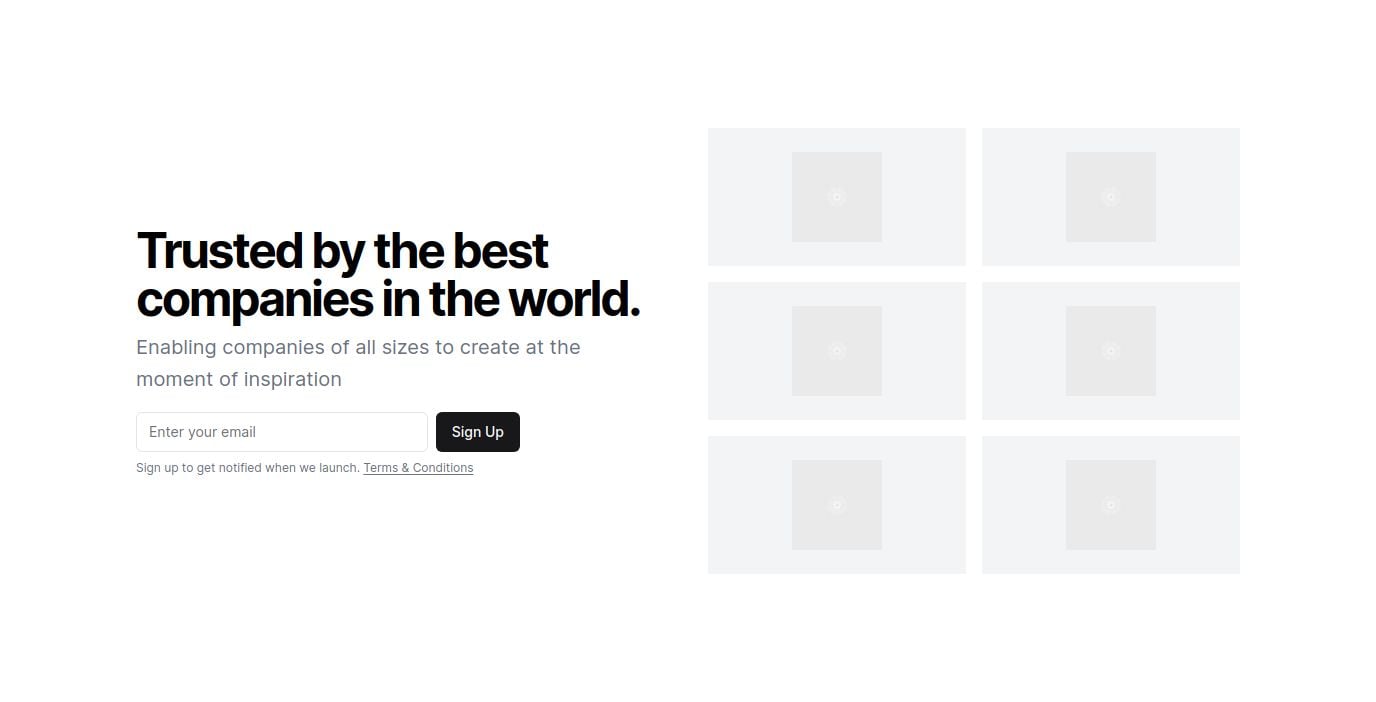 Trusted by the best
companies in the world.
Enabling companies of all sizes to create at the
moment of inspiration
Enter your email
Sign Up
Sign up to get notified when we launch. Terms & Conditions